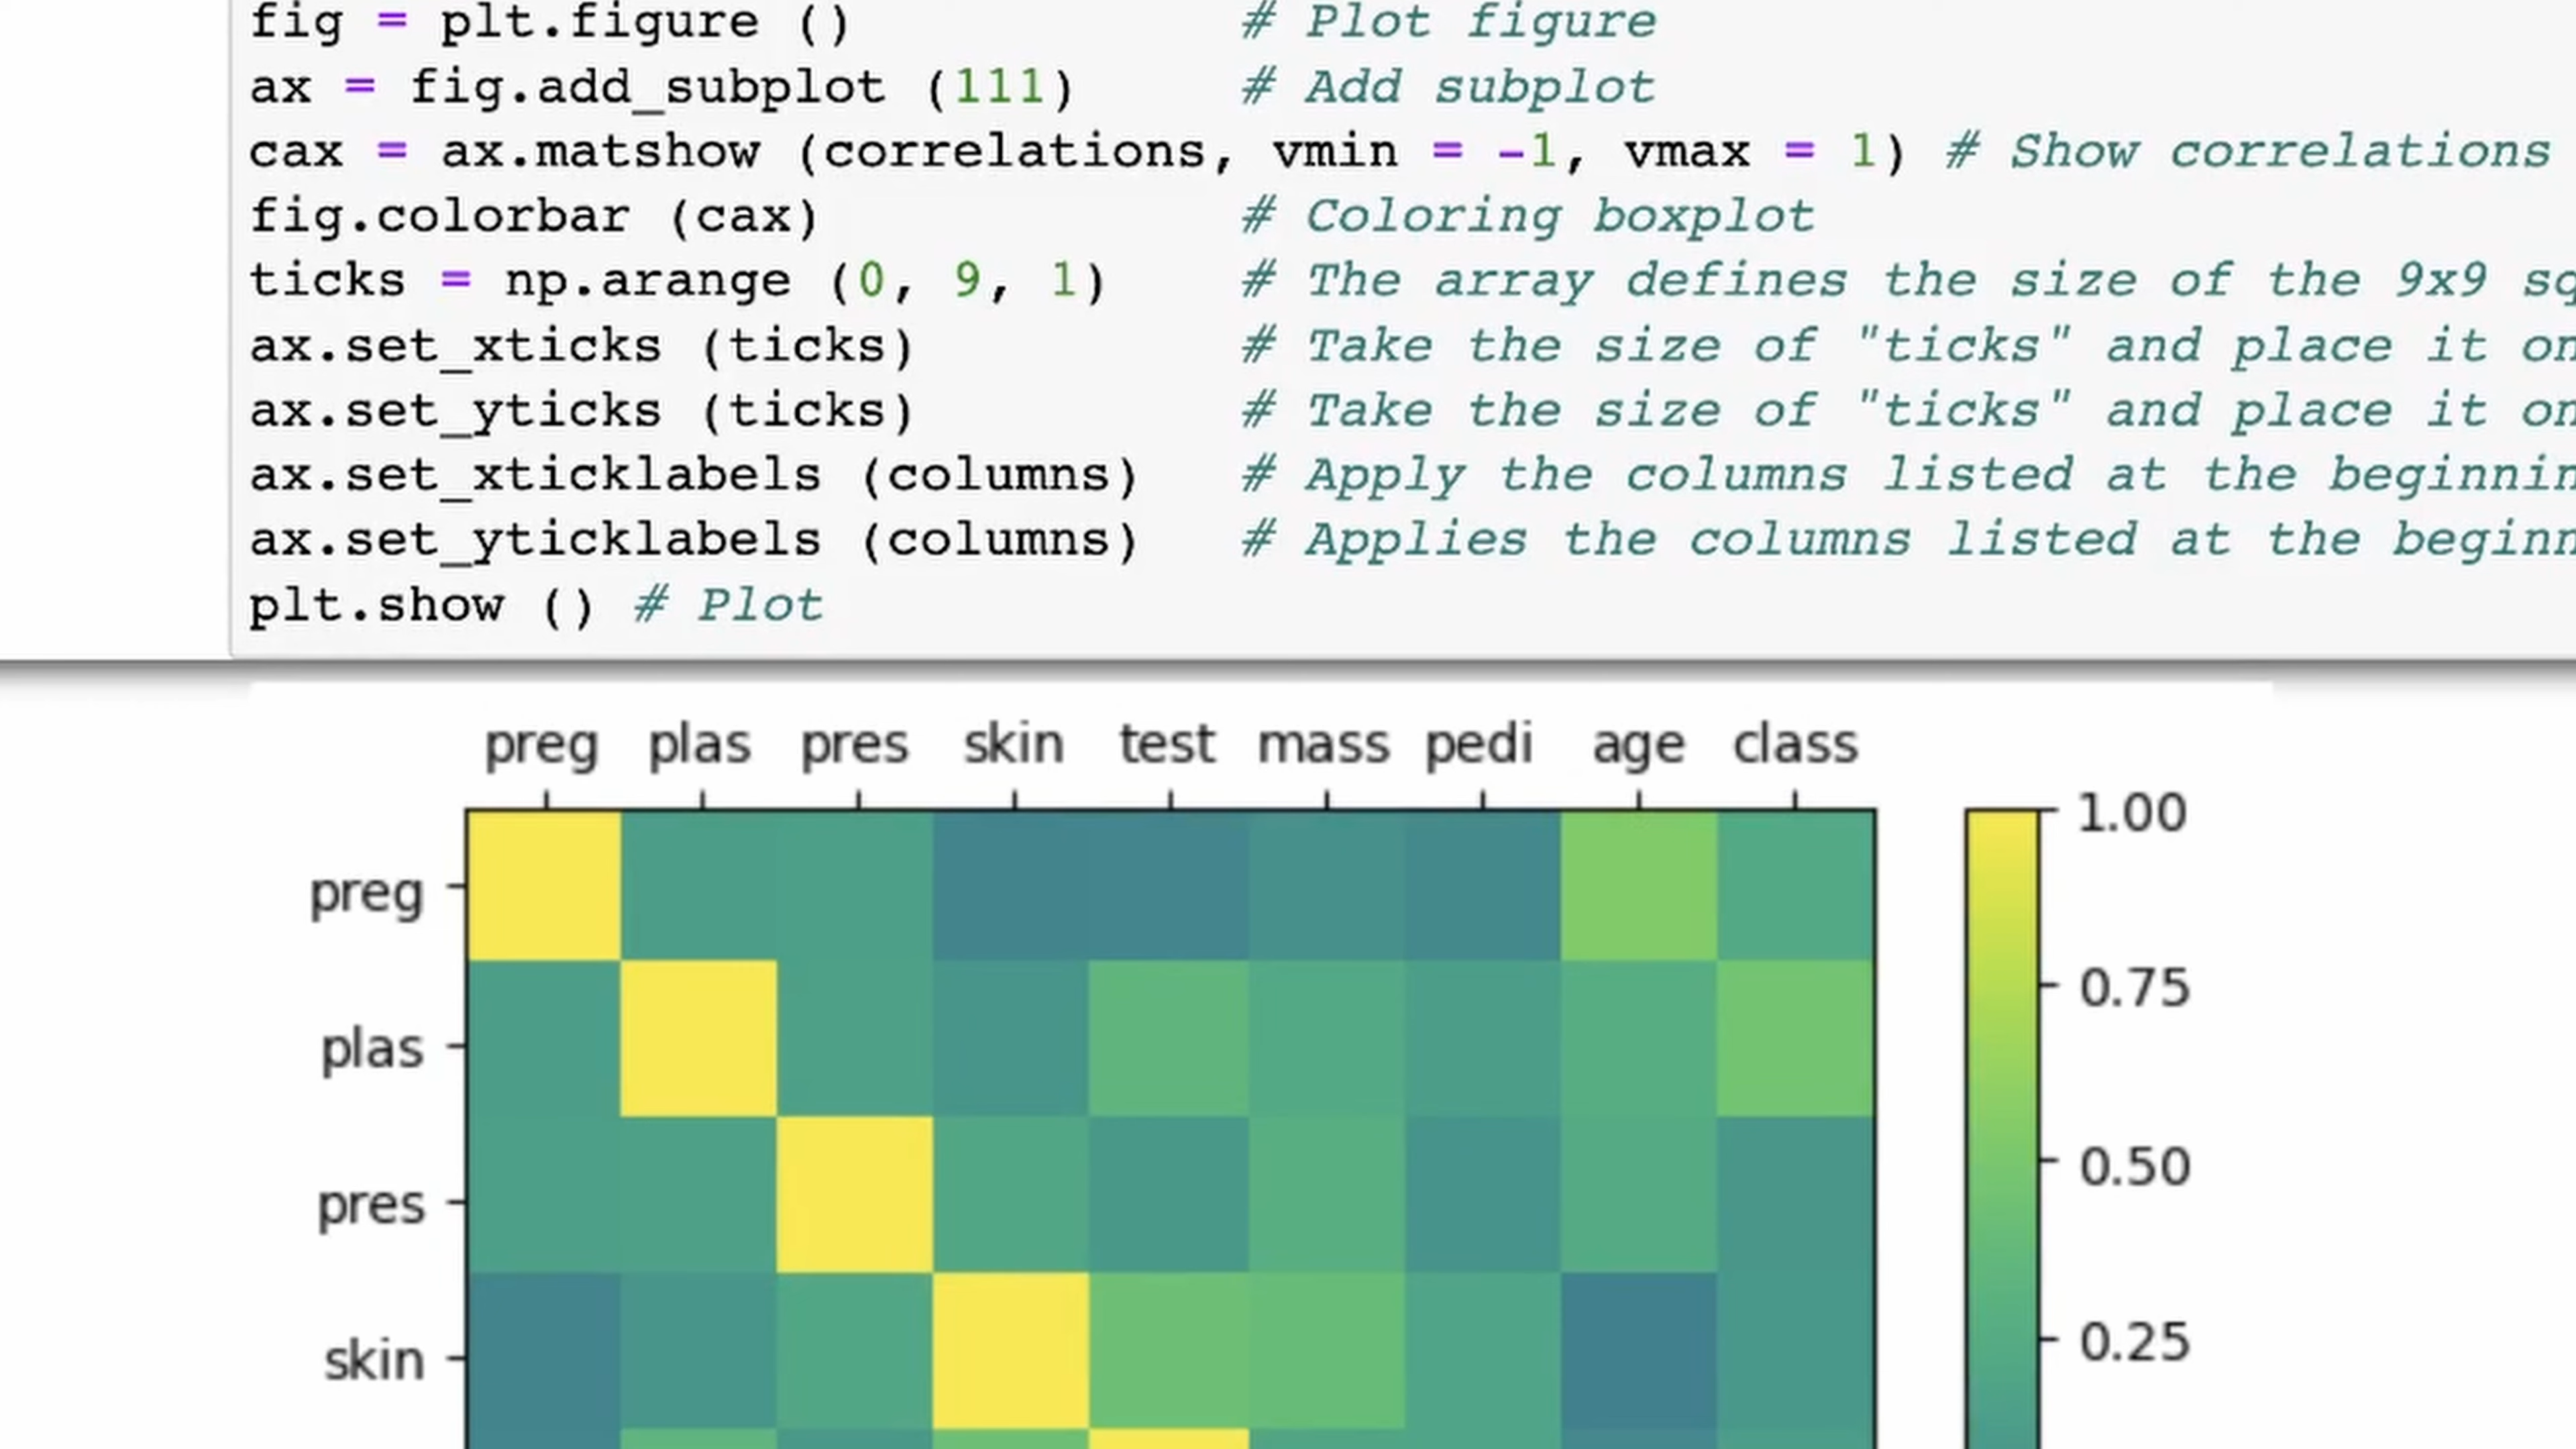 fig = plt.figure () # Plot figure
ax = fig.add_subplot (111) # Add subplot
cax = ax.matshow (correlations, vmin = -1, vmax = 1) # Show correlations
fig.colorbar (cax) # Coloring boxplot
ticks = np.arange (0, 9, 1) # The array defines the size of the 9x9 sq
ax.set_xticks (ticks) # Take the size of "ticks" and place it on
ax.set_yticks (ticks) # Take the size of "ticks" and place it on
ax.set_xticklabels (columns) # Apply the columns listed at the beginnin
ax.set_yticklabels (columns) # Applies the columns listed at the beginn
plt.show () # Plot
preg plas pres skin test mass pedi age class
1.00
preg
0.75
plas
0.50
pres
0.25
skin